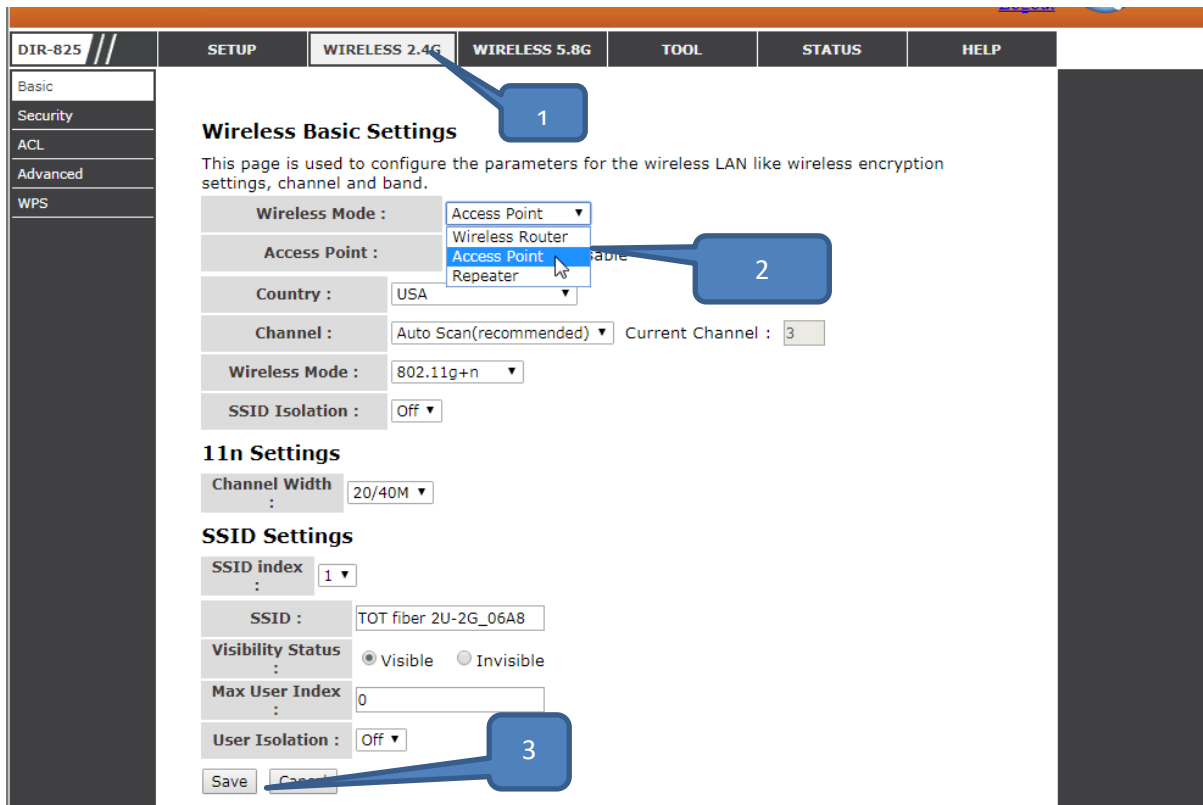 Logout
DIR-825 SETUP WIRELESS 2.4G WIRELESS 5.8G TOOL STATUS HELP
Basic
Security
ACL
Advanced
WPS
1
Wireless Basic Settings
This page is used to configure the parameters for the wireless LAN like wireless encryption
settings, channel and band.
Wireless Mode : Access Point
Wireless Router
Access Point
Repeater
Access Point :
2
Country : USA
Channel : Auto Scan(recommended) Current Channel : 3
Wireless Mode : 802.11g+n
SSID Isolation : Off
11n Settings
Channel Width : 20/40M
SSID Settings
SSID index : 1
SSID : TOT fiber 2U-2G_06A8
Visibility Status : Visible Invisible
Max User Index : 0
User Isolation : Off
3
Save Cancel